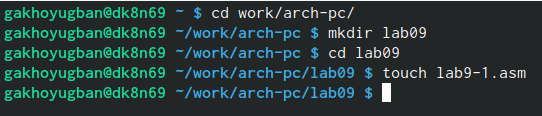 gakhoyugban@dk8n69 ~ $ cd work/arch-pc/
gakhoyugban@dk8n69 ~/work/arch-pc $ mkdir lab09
gakhoyugban@dk8n69 ~/work/arch-pc $ cd lab09
gakhoyugban@dk8n69 ~/work/arch-pc/lab09 $ touch lab9-1.asm
gakhoyugban@dk8n69 ~/work/arch-pc/lab09 $